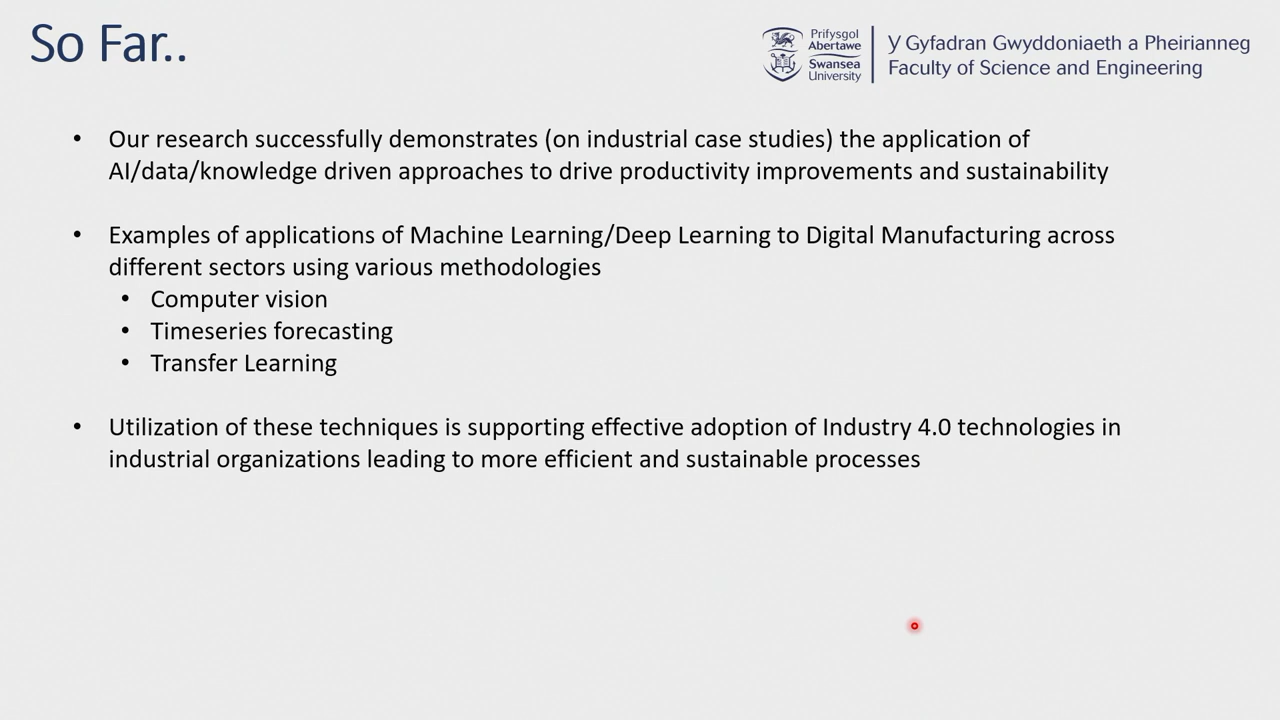 So Far..
Prifysgol
Abertawe
Swansea
University
Y Gyfadran Gwyddoniaeth a Pheirianneg
Faculty of Science and Engineering
• Our research successfully demonstrates (on industrial case studies) the application of
AI/data/knowledge driven approaches to drive productivity improvements and sustainability
• Examples of applications of Machine Learning/Deep Learning to Digital Manufacturing across
different sectors using various methodologies
• Computer vision
• Timeseries forecasting
• Transfer Learning
• Utilization of these techniques is supporting effective adoption of Industry 4.0 technologies in
industrial organizations leading to more efficient and sustainable processes